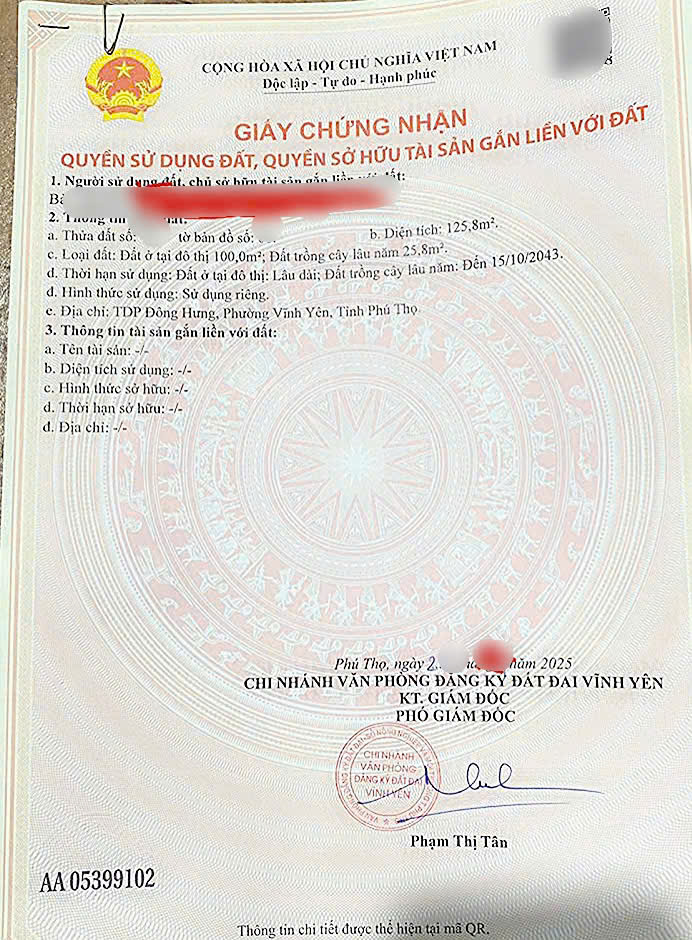 CỘNG HÒA XÃ HỘI CHỦ NGHĨA VIỆT NAM
Độc lập - Tự do - Hạnh phúc
GIẤY CHỨNG NHẬN
QUYỀN SỬ DỤNG ĐẤT, QUYỀN SỞ HỮU TÀI SẢN GẮN LIỀN VỚI ĐẤT
1. Người sử dụng đất, chủ sở hữu tài sản gắn liền với đất:
Bà
2. Thông tin đất:
a. Thửa đất số: tờ bản đồ số: b. Diện tích: 125,8m².
c. Loại đất: Đất ở tại đô thị 100,0m²; Đất trồng cây lâu năm 25,8m².
d. Thời hạn sử dụng: Đất ở tại đô thị: Lâu dài; Đất trồng cây lâu năm: Đến 15/10/2043.
đ. Hình thức sử dụng: Sử dụng riêng.
e. Địa chỉ: TDP Đông Hưng, Phường Vĩnh Yên, Tỉnh Phú Thọ
3. Thông tin tài sản gắn liền với đất:
a. Tên tài sản: -/-
b. Diện tích sử dụng: -/-
c. Hình thức sở hữu: -/-
d. Thời hạn sở hữu: -/-
đ. Địa chỉ: -/-
Phú Thọ, ngày 2 năm 2025
CHI NHÁNH VĂN PHÒNG ĐĂNG KÝ ĐẤT ĐAI VĨNH YÊN
KT. GIÁM ĐỐC
PHÓ GIÁM ĐỐC
CHI NHÁNH
VĂN PHÒNG
ĐĂNG KÝ ĐẤT ĐAI
VĨNH YÊN
Phạm Thị Tân
AA 05399102
Thông tin chi tiết được thể hiện tại mã QR.